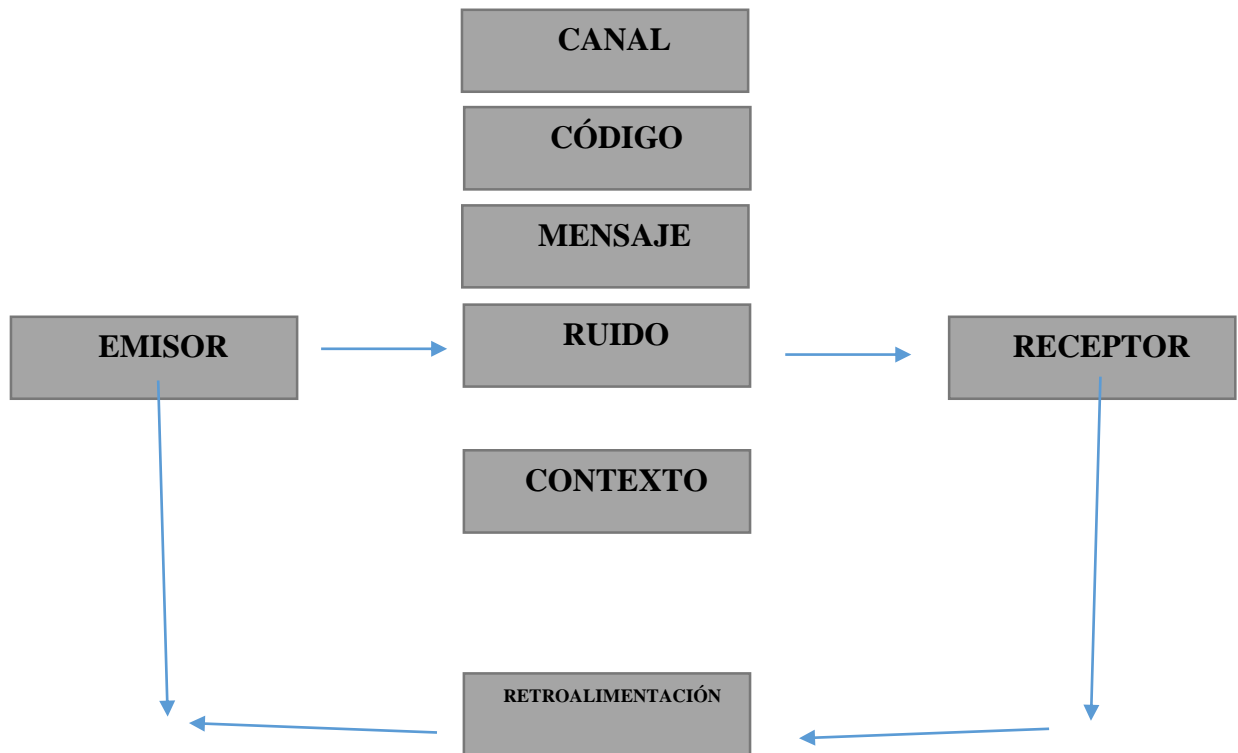 CANAL
CÓDIGO
MENSAJE
RUIDO
EMISOR
RECEPTOR
CONTEXTO
RETROALIMENTACIÓN